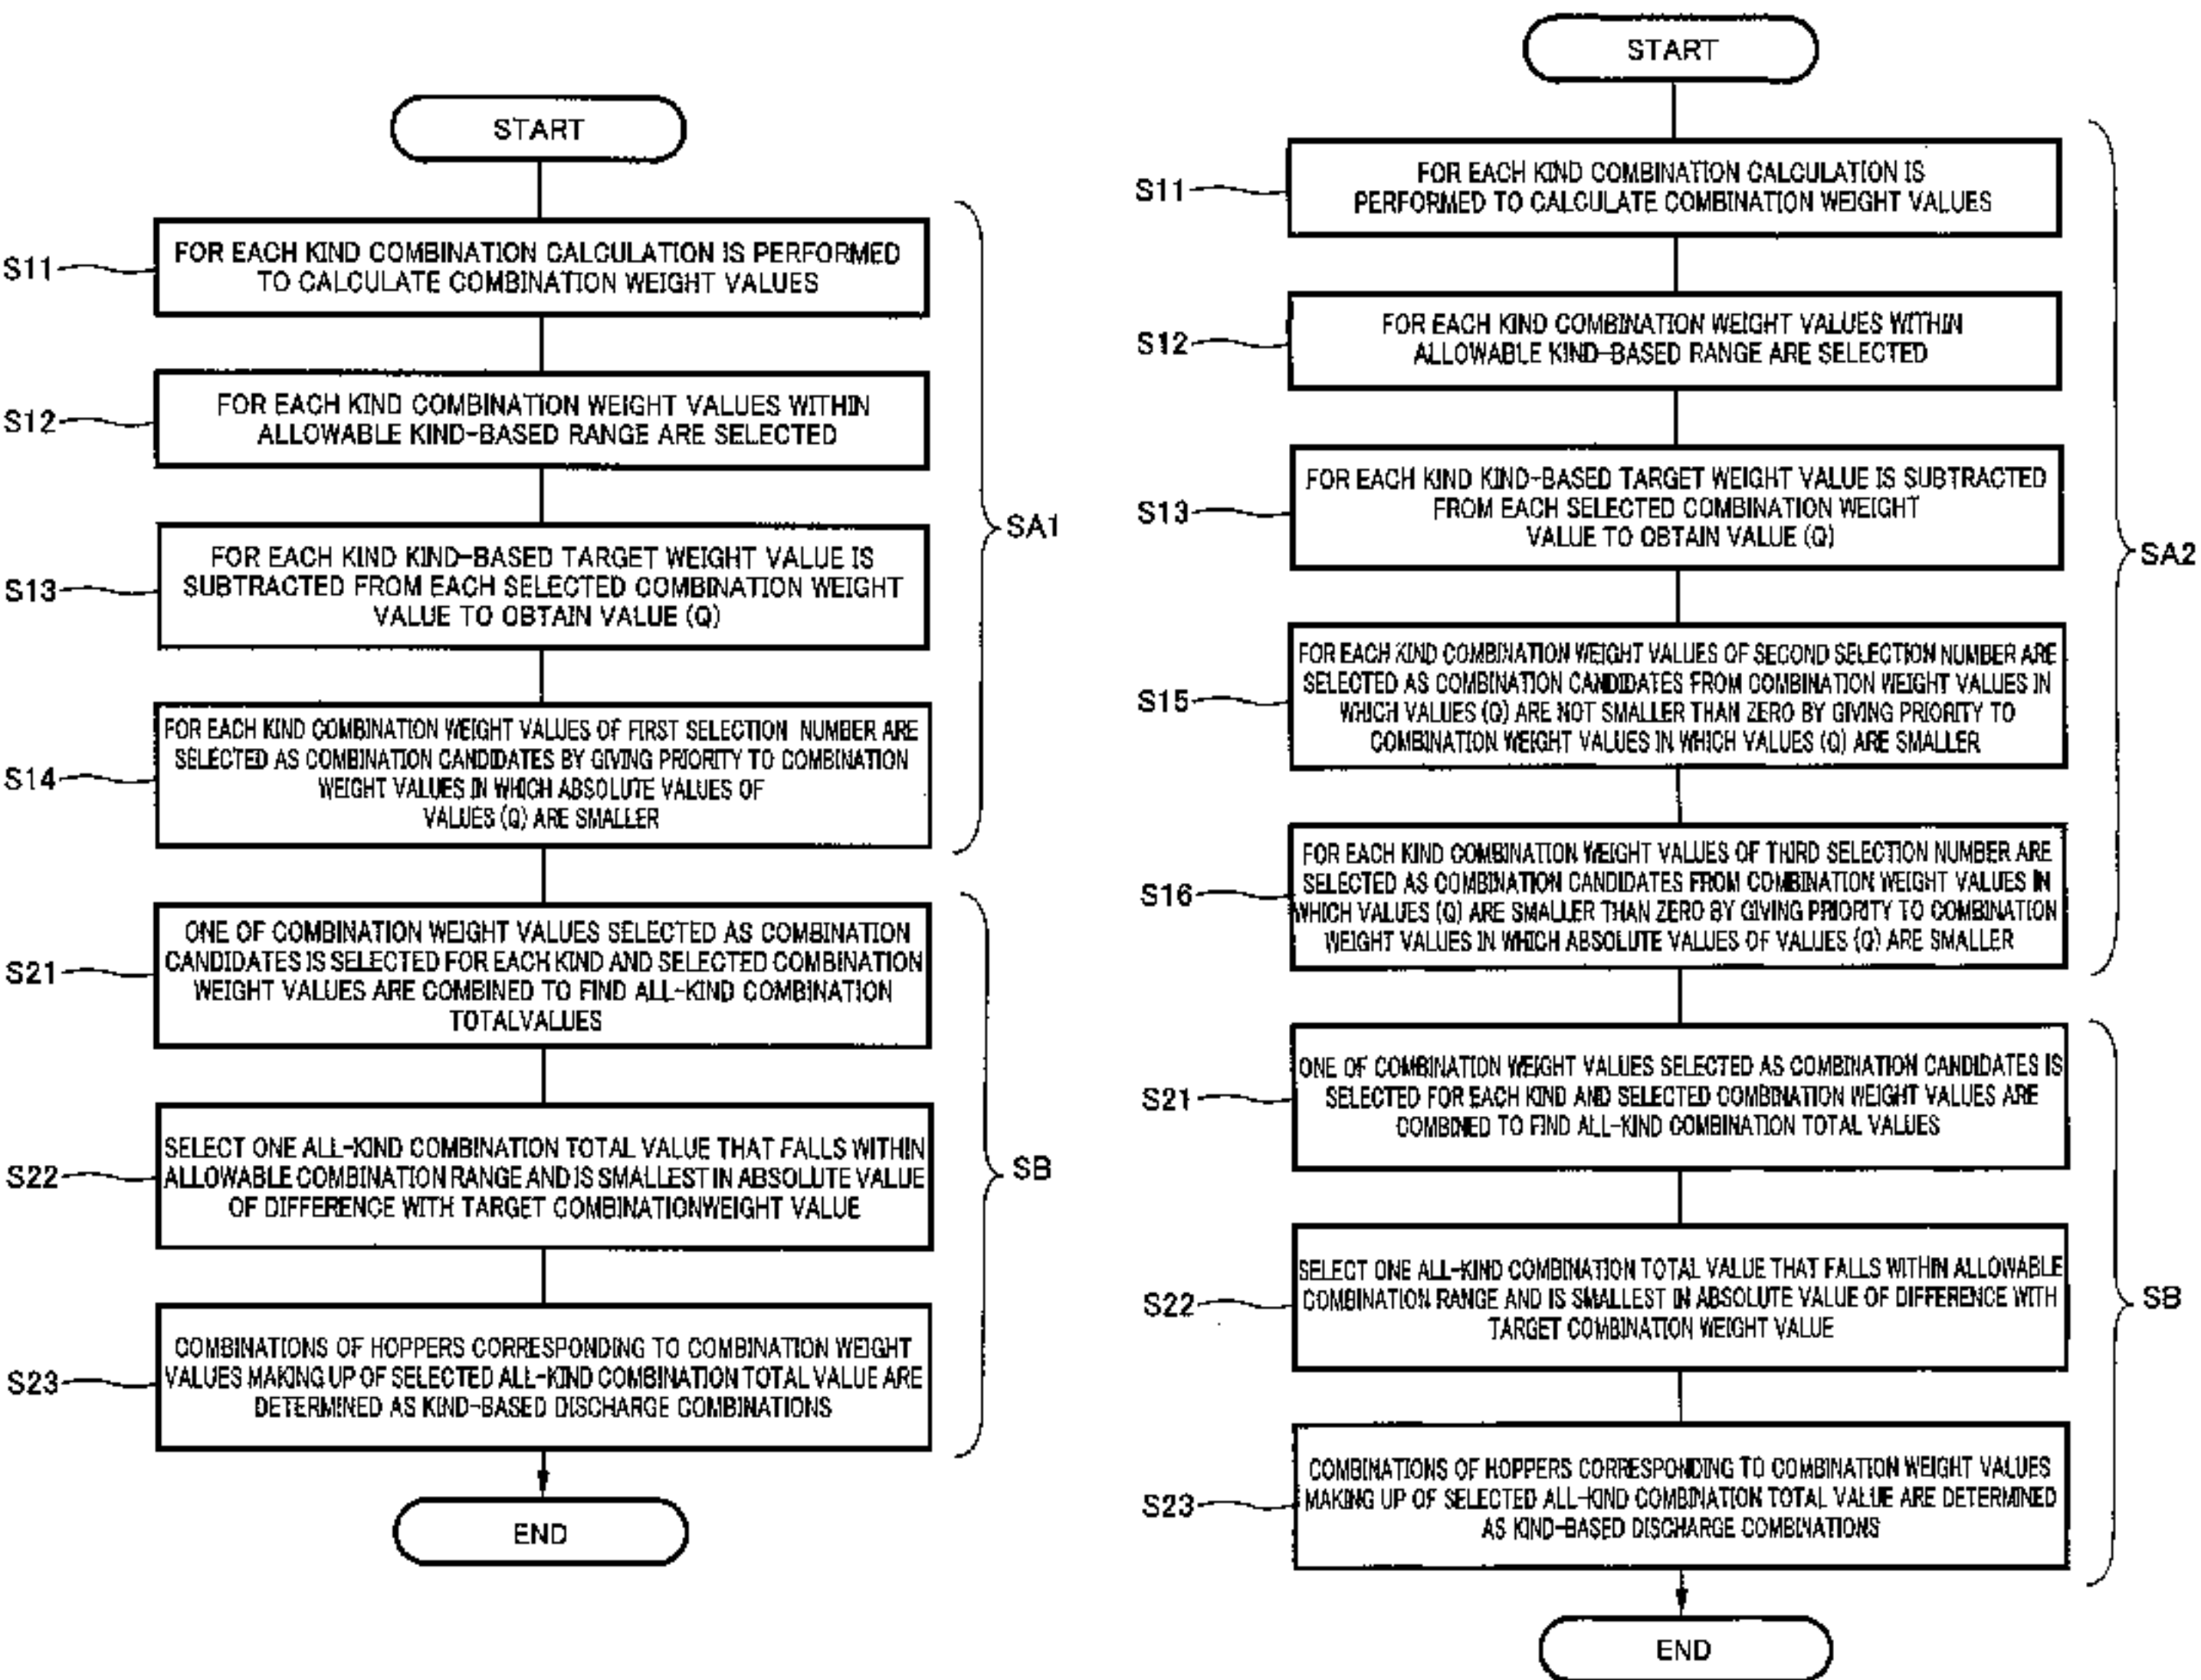 START
S11
FOR EACH KIND COMBINATION CALCULATION IS PERFORMED
TO CALCULATE COMBINATION WEIGHT VALUES
S12
FOR EACH KIND COMBINATION WEIGHT VALUES WITHIN
ALLOWABLE KIND-BASED RANGE ARE SELECTED
S13
FOR EACH KIND KIND-BASED TARGET WEIGHT VALUE IS
SUBTRACTED FROM EACH SELECTED COMBINATION WEIGHT
VALUE TO OBTAIN VALUE (Q)
S14
FOR EACH KIND COMBINATION WEIGHT VALUES OF FIRST SELECTION NUMBER ARE
SELECTED AS COMBINATION CANDIDATES BY GIVING PRIORITY TO COMBINATION
WEIGHT VALUES IN WHICH ABSOLUTE VALUES OF
VALUES (Q) ARE SMALLER
SA1
S21
ONE OF COMBINATION WEIGHT VALUES SELECTED AS COMBINATION
CANDIDATES IS SELECTED FOR EACH KIND AND SELECTED COMBINATION
WEIGHT VALUES ARE COMBINED TO FIND ALL-KIND COMBINATION
TOTALVALUES
S22
SELECT ONE ALL-KIND COMBINATION TOTAL VALUE THAT FALLS WITHIN
ALLOWABLE COMBINATION RANGE AND IS SMALLEST IN ABSOLUTE VALUE
OF DIFFERENCE WITH TARGET COMBINATIONWEIGHT VALUE
S23
COMBINATIONS OF HOPPERS CORRESPONDING TO COMBINATION WEIGHT
VALUES MAKING UP OF SELECTED ALL-KIND COMBINATION TOTAL VALUE ARE
DETERMINED AS KIND-BASED DISCHARGE COMBINATIONS
SB
END
START
S11
FOR EACH KIND COMBINATION CALCULATION IS
PERFORMED TO CALCULATE COMBINATION WEIGHT VALUES
S12
FOR EACH KIND COMBINATION WEIGHT VALUES WITHIN
ALLOWABLE KIND-BASED RANGE ARE SELECTED
S13
FOR EACH KIND KIND-BASED TARGET WEIGHT VALUE IS SUBTRACTED
FROM EACH SELECTED COMBINATION WEIGHT
VALUE TO OBTAIN VALUE (Q)
S15
FOR EACH KIND COMBINATION WEIGHT VALUES OF SECOND SELECTION NUMBER ARE
SELECTED AS COMBINATION CANDIDATES FROM COMBINATION WEIGHT VALUES IN
WHICH VALUES (Q) ARE NOT SMALLER THAN ZERO BY GIVING PRIORITY TO
COMBINATION WEIGHT VALUES IN WHICH VALUES (Q) ARE SMALLER
S16
FOR EACH KIND COMBINATION WEIGHT VALUES OF THIRD SELECTION NUMBER ARE
SELECTED AS COMBINATION CANDIDATES FROM COMBINATION WEIGHT VALUES IN
WHICH VALUES (Q) ARE SMALLER THAN ZERO BY GIVING PRIORITY TO COMBINATION
WEIGHT VALUES IN WHICH ABSOLUTE VALUES OF VALUES (Q) ARE SMALLER
SA2
S21
ONE OF COMBINATION WEIGHT VALUES SELECTED AS COMBINATION CANDIDATES IS
SELECTED FOR EACH KIND AND SELECTED COMBINATION WEIGHT VALUES ARE
COMBINED TO FIND ALL-KIND COMBINATION TOTAL VALUES
S22
SELECT ONE ALL-KIND COMBINATION TOTAL VALUE THAT FALLS WITHIN ALLOWABLE
COMBINATION RANGE AND IS SMALLEST IN ABSOLUTE VALUE OF DIFFERENCE WITH
TARGET COMBINATION WEIGHT VALUE
S23
COMBINATIONS OF HOPPERS CORRESPONDING TO COMBINATION WEIGHT VALUES
MAKING UP OF SELECTED ALL-KIND COMBINATION TOTAL VALUE ARE DETERMINED
AS KIND-BASED DISCHARGE COMBINATIONS
SB
END